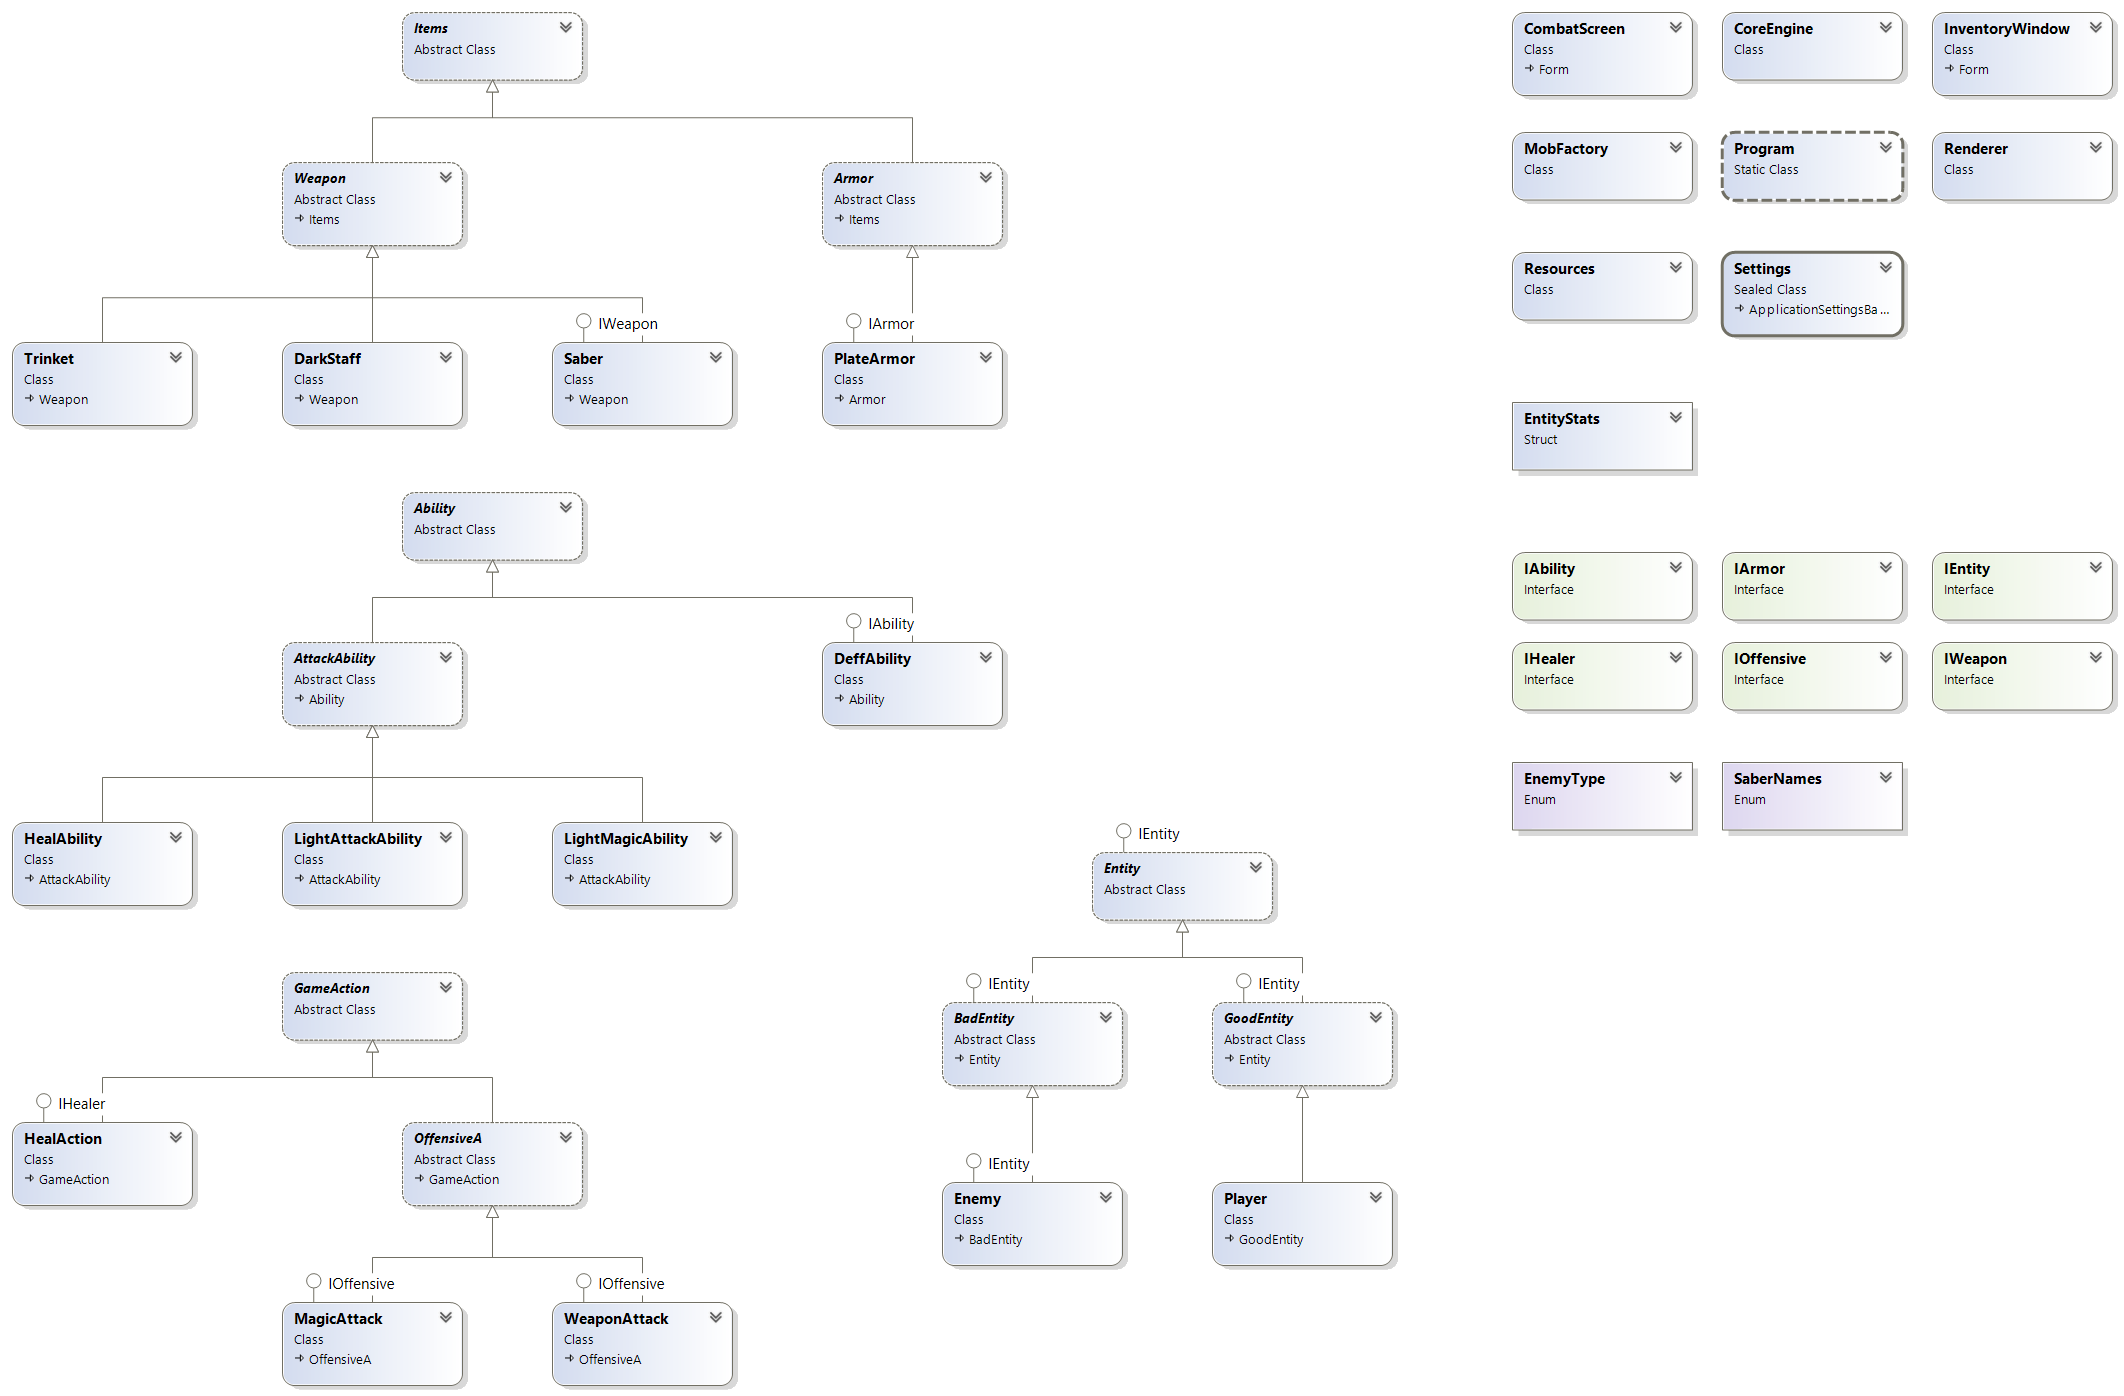 Items
Abstract Class
Weapon
Abstract Class
Items
Armor
Abstract Class
Items
IWeapon
IArmor
Trinket
Class
Weapon
DarkStaff
Class
Weapon
Saber
Class
Weapon
PlateArmor
Class
Armor
Ability
Abstract Class
IAbility
AttackAbility
Abstract Class
Ability
DeffAbility
Class
Ability
HealAbility
Class
AttackAbility
LightAttackAbility
Class
AttackAbility
LightMagicAbility
Class
AttackAbility
GameAction
Abstract Class
IHealer
HealAction
Class
GameAction
OffensiveA
Abstract Class
GameAction
IOffensive
IOffensive
MagicAttack
Class
OffensiveA
WeaponAttack
Class
OffensiveA
IEntity
Entity
Abstract Class
IEntity
IEntity
BadEntity
Abstract Class
Entity
GoodEntity
Abstract Class
Entity
IEntity
Enemy
Class
BadEntity
Player
Class
GoodEntity
CombatScreen
Class
Form
CoreEngine
Class
InventoryWindow
Class
Form
MobFactory
Class
Program
Static Class
Renderer
Class
Resources
Class
Settings
Sealed Class
ApplicationSettingsBa...
EntityStats
Struct
IAbility
Interface
IArmor
Interface
IEntity
Interface
IHealer
Interface
IOffensive
Interface
IWeapon
Interface
EnemyType
Enum
SaberNames
Enum